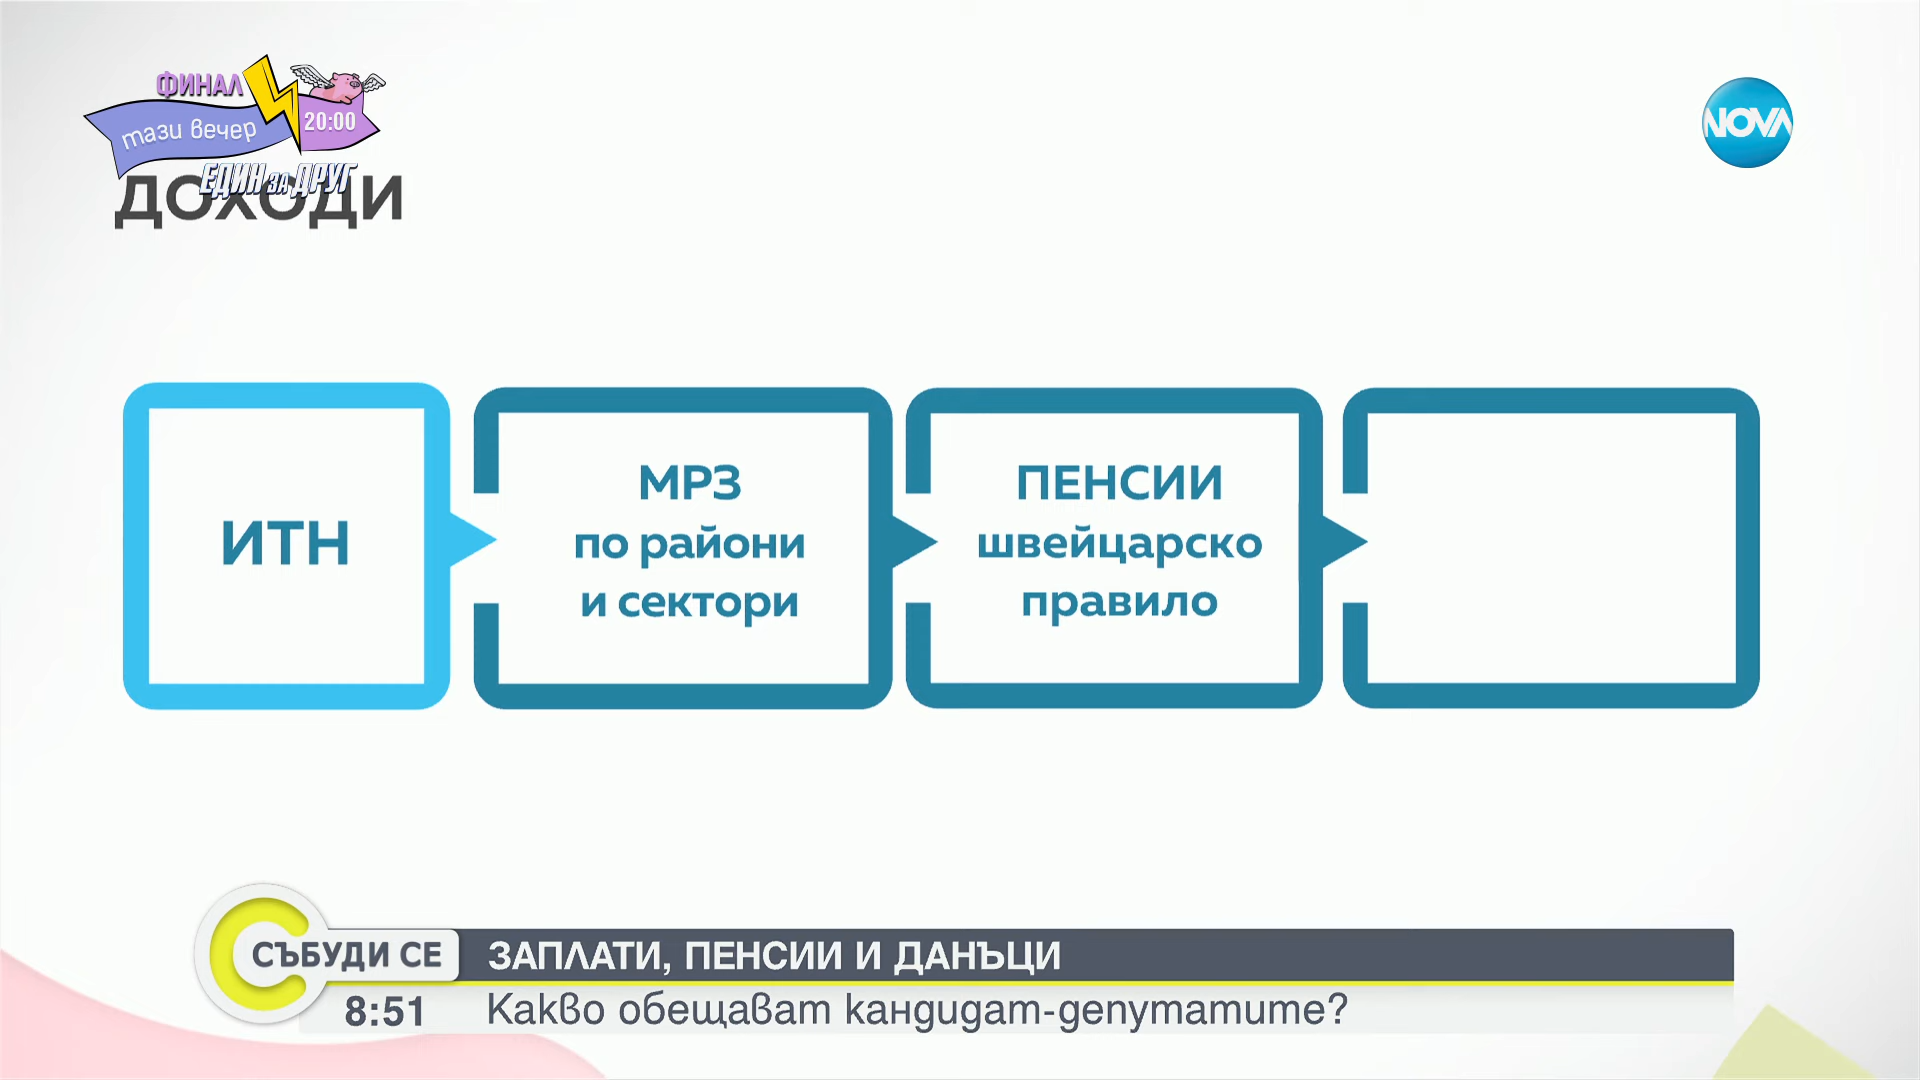 ФИНАЛ
тази вечер
20:00
ЕДИН ЗА ДРУГ
NOVA
ДОХОДИ
ИТН
МРЗ
по райони
и сектори
ПЕНСИИ
швейцарско
правило
СЪБУДИ СЕ
ЗАПЛАТИ, ПЕНСИИ И ДАНЪЦИ
8:51
Какво обещават кандидат-депутатите?